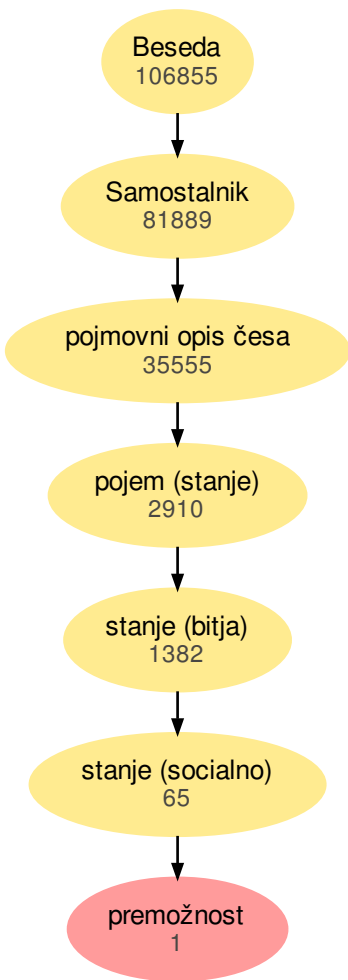 Beseda
106855
Samostalnik
81889
pojmovni opis česa
35555
pojem (stanje)
2910
stanje (bitja)
1382
stanje (socialno)
65
premožnost
1